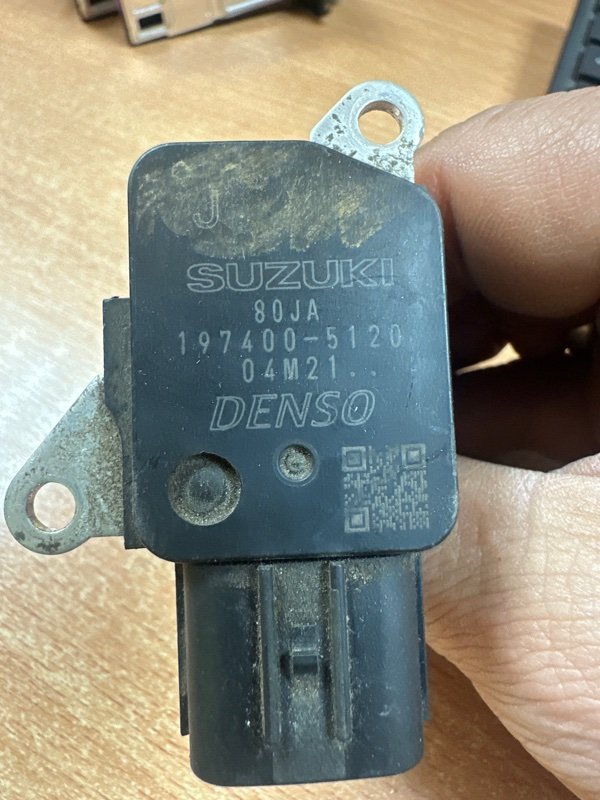 J
SUZUKI
80JA
197400-5120
04M21..
DENSO